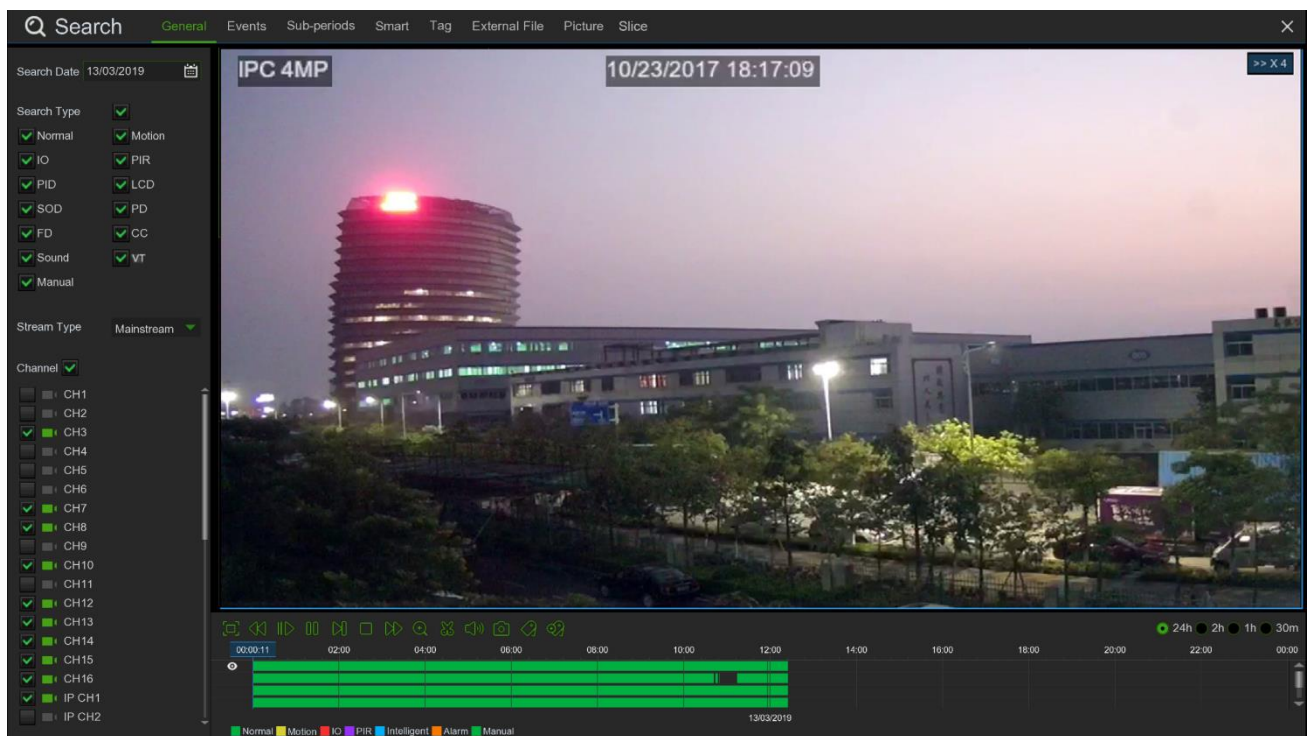 Search General Events Sub-periods Smart Tag External File Picture Slice
Search Date 13/03/2019
Search Type
Normal Motion
IO PIR
PID LCD
SOD PD
FD CC
Sound VT
Manual
Stream Type Mainstream
Channel
CH1
CH2
CH3
CH4
CH5
CH6
CH7
CH8
CH9
CH10
CH11
CH12
CH13
CH14
CH15
CH16
IP CH1
IP CH2
IPC 4MP 10/23/2017 18:17:09 >> X 4
24h 2h 1h 30m
00:00:11 02:00 04:00 06:00 08:00 10:00 12:00 14:00 16:00 18:00 20:00 22:00 00:00
13/03/2019
Normal Motion IO PIR Intelligent Alarm Manual